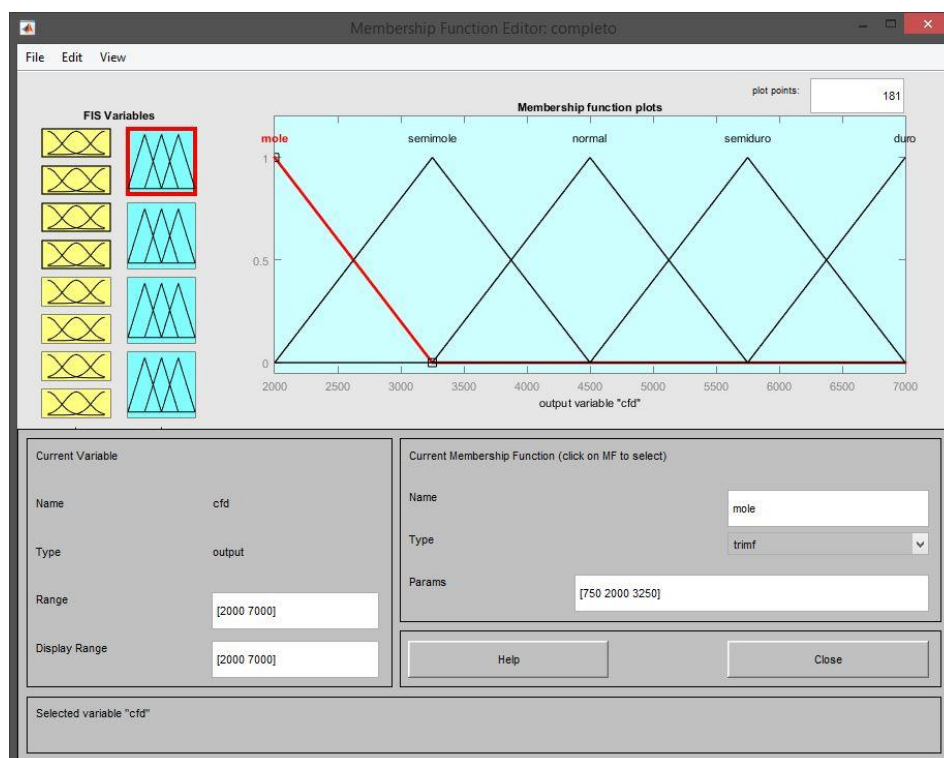 Membership Function Editor: completo
File Edit View
plot points: 181
FIS Variables
Membership function plots
mole semimole normal semiduro duro
1
0.5
0
2000 2500 3000 3500 4000 4500 5000 5500 6000 6500 7000
output variable "cfd"
Current Variable
Name cfd
Type output
Range [2000 7000]
Display Range [2000 7000]
Current Membership Function (click on MF to select)
Name mole
Type trimf
Params [750 2000 3250]
Help Close
Selected variable "cfd"